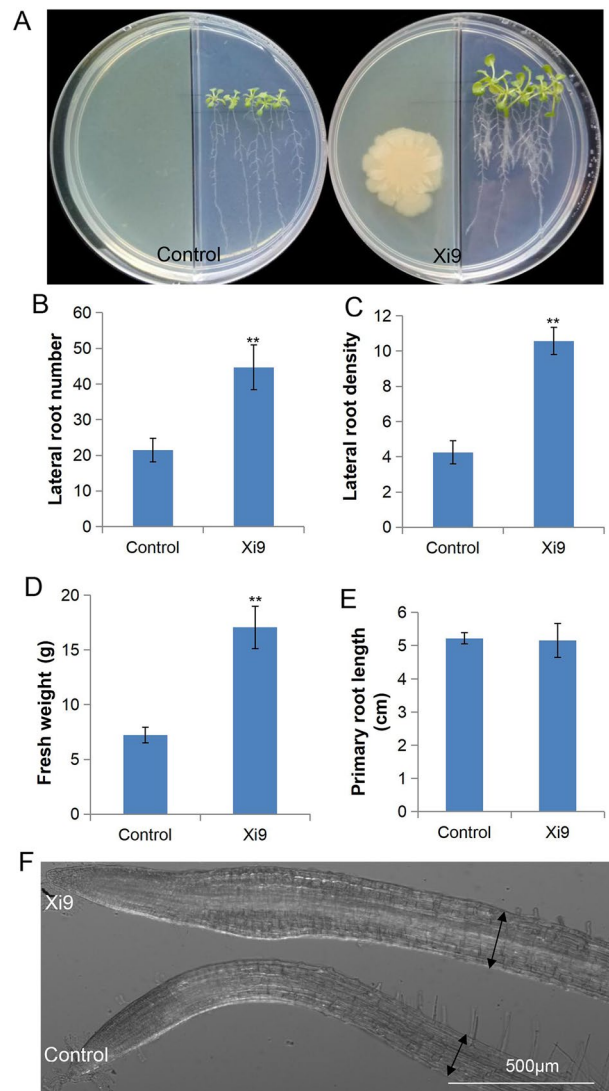 A
Control
Xi9
B
Lateral root number
60
50
40
30
20
10
0
**
Control
Xi9
C
Lateral root density
12
10
8
6
4
2
0
**
Control
Xi9
D
Fresh weight (g)
20
15
10
5
0
**
Control
Xi9
E
Primary root length
(cm)
6
5
4
3
2
1
0
Control
Xi9
F
Xi9
Control
500μm